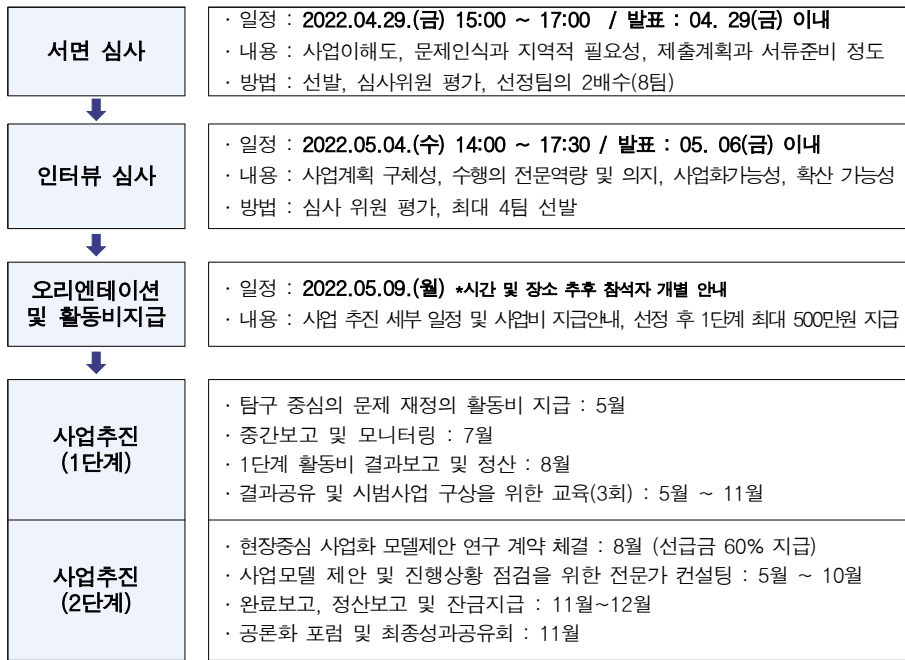 서면 심사
· 일정 : 2022.04.29.(금) 15:00 ~ 17:00 / 발표 : 04. 29(금) 이내
· 내용 : 사업이해도, 문제인식과 지역적 필요성, 제출계획과 서류준비 정도
· 방법 : 선발, 심사위원 평가, 선정팀의 2배수(8팀)
인터뷰 심사
· 일정 : 2022.05.04.(수) 14:00 ~ 17:30 / 발표 : 05. 06(금) 이내
· 내용 : 사업계획 구체성, 수행의 전문역량 및 의지, 사업화가능성, 확산 가능성
· 방법 : 심사 위원 평가, 최대 4팀 선발
오리엔테이션
및 활동비지급
· 일정 : 2022.05.09.(월) *시간 및 장소 추후 참석자 개별 안내
· 내용 : 사업 추진 세부 일정 및 사업비 지급안내, 선정 후 1단계 최대 500만원 지급
사업추진
(1단계)
· 탐구 중심의 문제 재정의 활동비 지급 : 5월
· 중간보고 및 모니터링 : 7월
· 1단계 활동비 결과보고 및 정산 : 8월
· 결과공유 및 시범사업 구상을 위한 교육(3회) : 5월 ~ 11월
사업추진
(2단계)
· 현장중심 사업화 모델제안 연구 계약 체결 : 8월 (선급금 60% 지급)
· 사업모델 제안 및 진행상황 점검을 위한 전문가 컨설팅 : 5월 ~ 10월
· 완료보고, 정산보고 및 잔금지급 : 11월~12월
· 공론화 포럼 및 최종성과공유회 : 11월